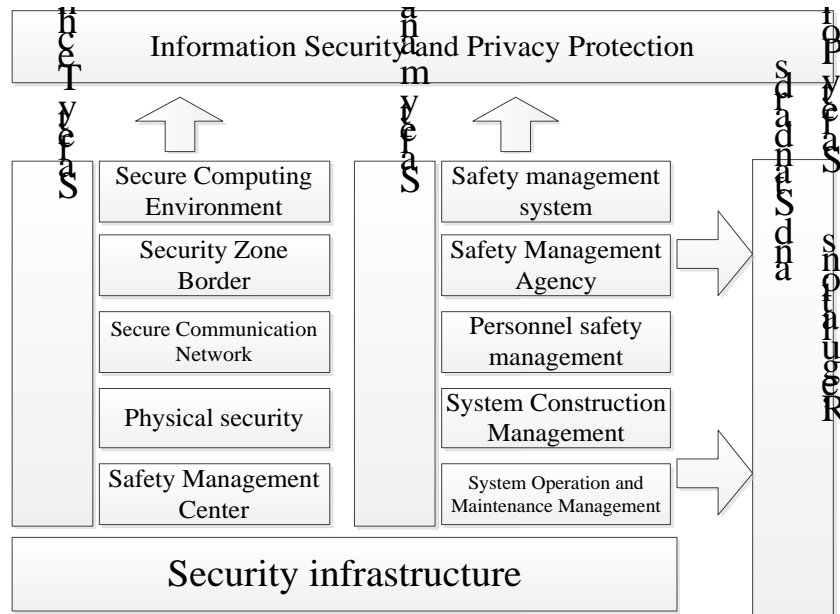 Information Security and Privacy Protection
Secure Computing
Environment
Security Zone
Border
Secure Communication
Network
Physical security
Safety Management
Center
Safety management
system
Safety Management
Agency
Personnel safety
management
System Construction
Management
System Operation and
Maintenance Management
Security infrastructure
and Standards